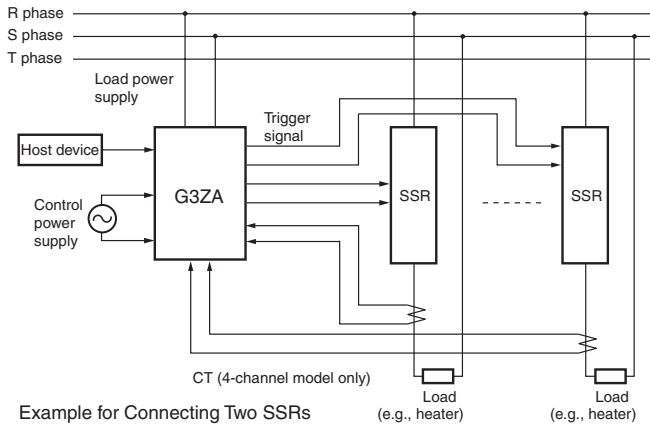 R phase
S phase
T phase
Load power
supply
Trigger
signal
Host device
G3ZA
SSR
SSR
Control
power
supply
CT (4-channel model only)
Load
(e.g., heater)
Load
(e.g., heater)
Example for Connecting Two SSRs